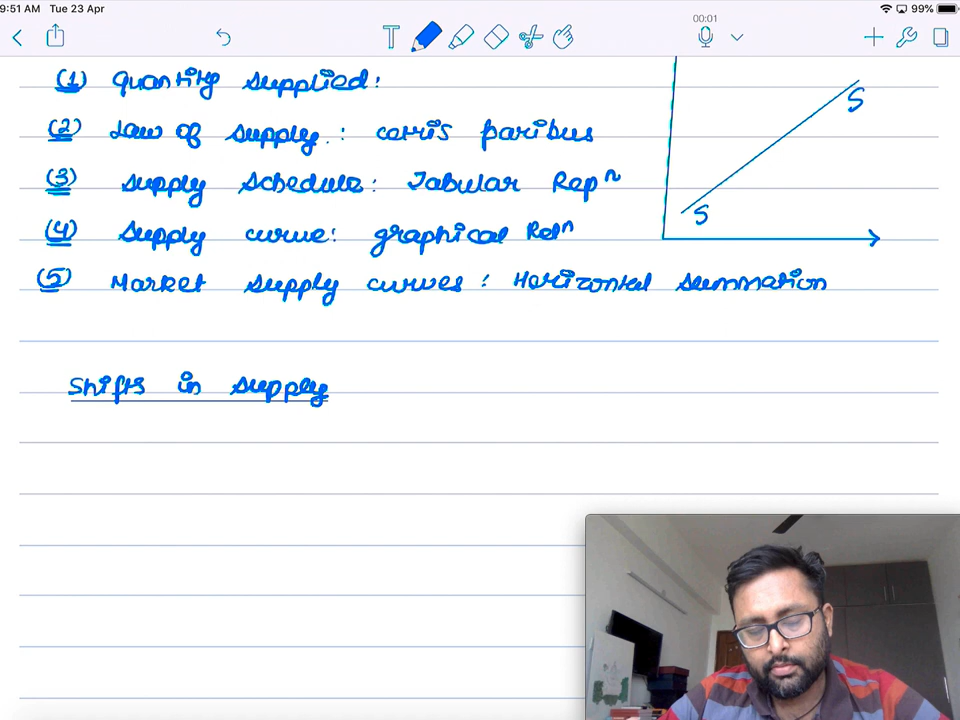 9:51 AM Tue 23 Apr 99%
00:01
T
(1) Quantity supplied:
(2) Law of supply: cetris paribus
(3) supply schedule: Tabular Repⁿ
(4) supply curve: graphical Repⁿ
(5) Market supply curves: Horizontal summation
S
S
Shifts in supply